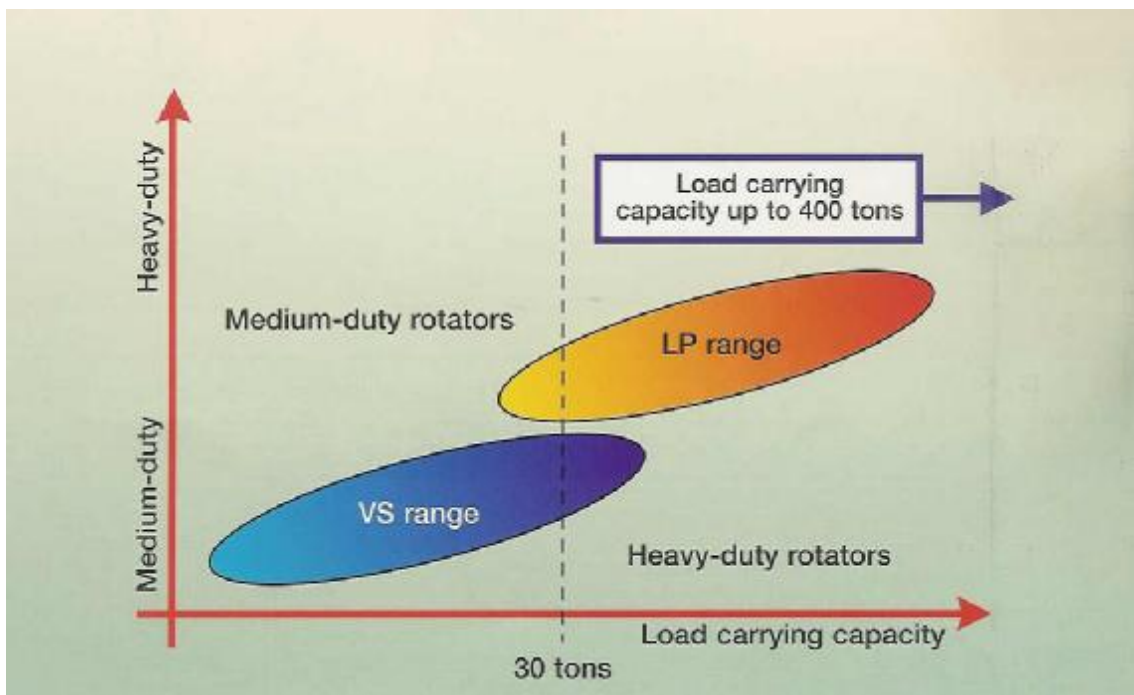 Heavy-duty
Medium-duty
Load carrying
capacity up to 400 tons
Medium-duty rotators
LP range
VS range
Heavy-duty rotators
Load carrying capacity
30 tons